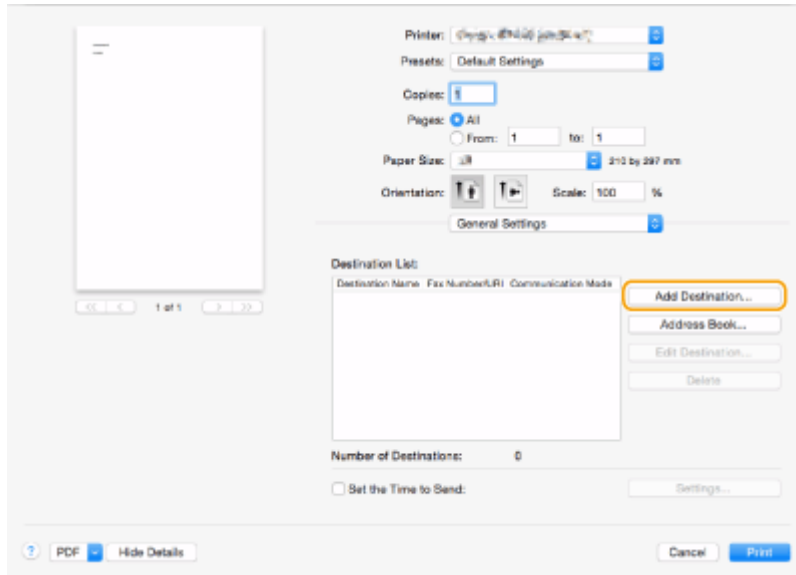 Printer:
Presets: Default Settings
Copies: 1
Pages: All
From: 1 to: 1
Paper Size: 210 by 297 mm
Orientation: Scale: 100 %
General Settings
Destination List:
Destination Name Fax Number/URI Communication Mode
Add Destination...
Address Book...
Edit Destination...
Delete
<< < 1 of 1 > >>
Number of Destinations: 0
Set the Time to Send: Settings...
? PDF Hide Details Cancel Print